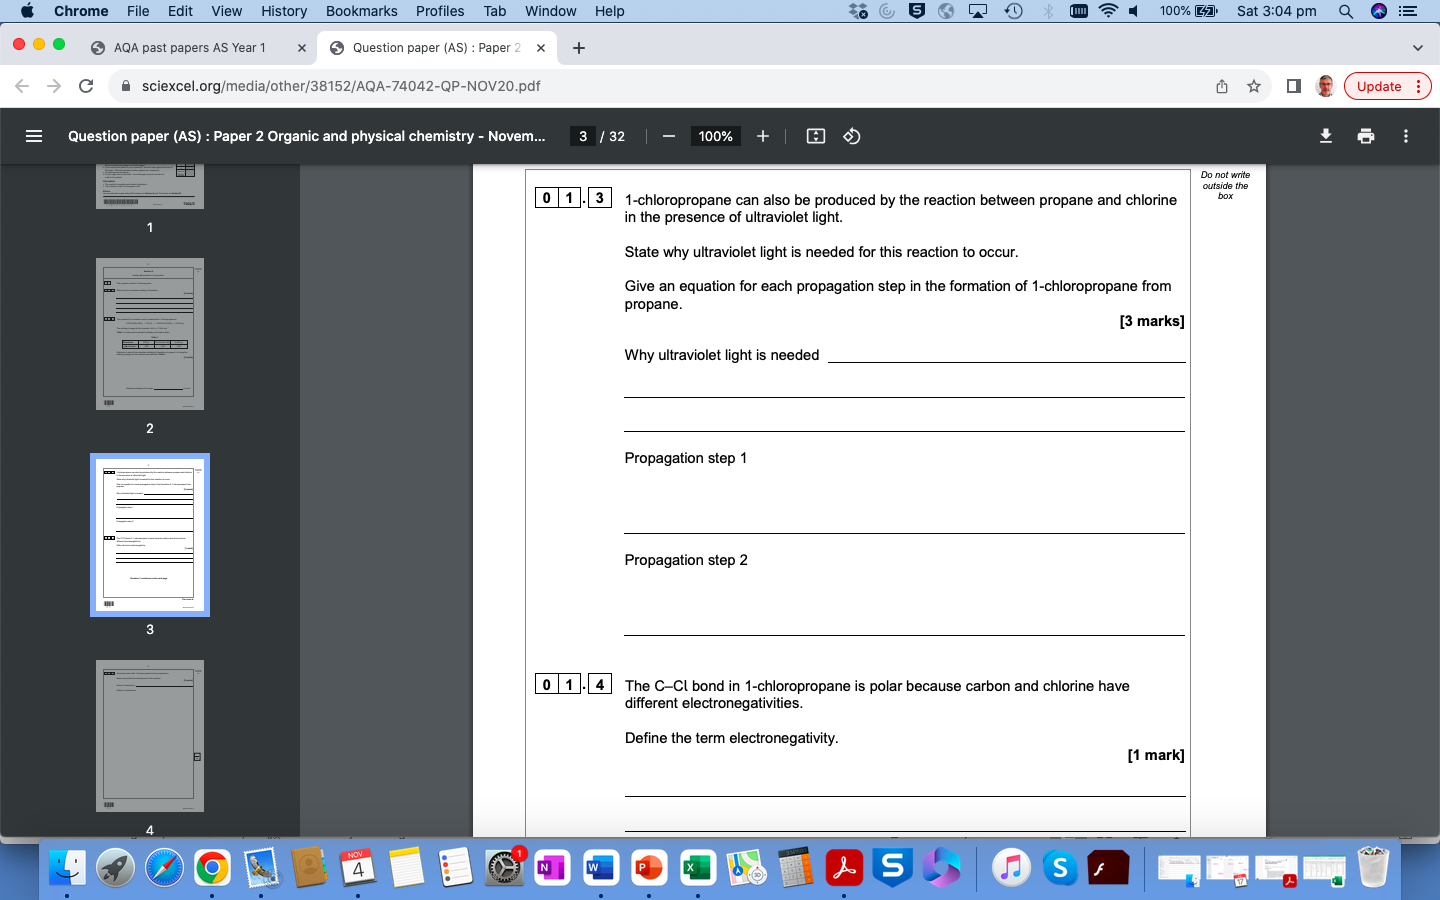 Chrome File Edit View History Bookmarks Profiles Tab Window Help 100% Sat 3:04 pm
AQA past papers AS Year 1 Question paper (AS) : Paper 2
sciexcel.org/media/other/38152/AQA-74042-QP-NOV20.pdf Update
Question paper (AS) : Paper 2 Organic and physical chemistry - Novem... 3 / 32 100%
1
2
3
4
Do not write
outside the
box
0 1 . 3 1-chloropropane can also be produced by the reaction between propane and chlorine
in the presence of ultraviolet light.
State why ultraviolet light is needed for this reaction to occur.
Give an equation for each propagation step in the formation of 1-chloropropane from
propane.
[3 marks]
Why ultraviolet light is needed
Propagation step 1
Propagation step 2
0 1 . 4 The C–Cl bond in 1-chloropropane is polar because carbon and chlorine have
different electronegativities.
Define the term electronegativity.
[1 mark]
NOV
4
1
N W P X 3D S S f
17